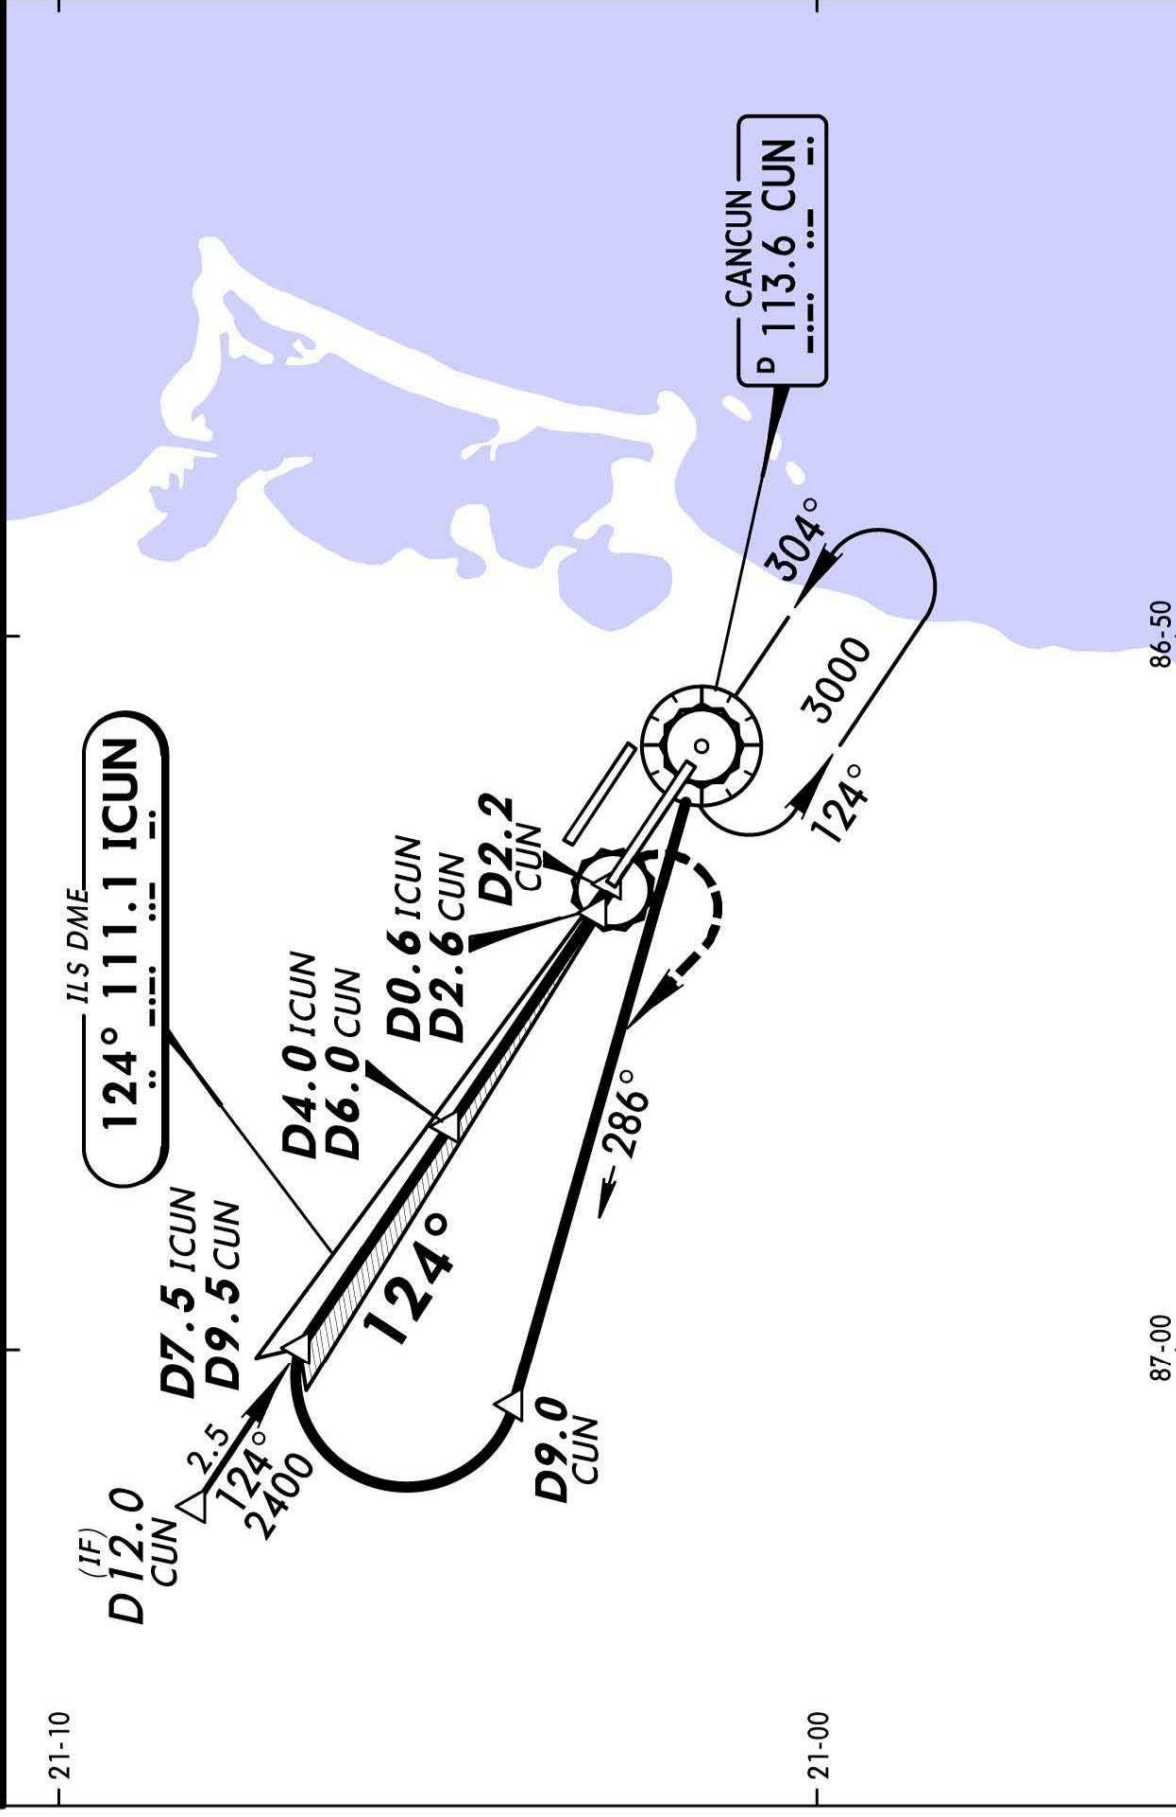 21-10
21-00
(IF)
D12.0
CUN
2.5
124°
2400
D7.5 ICUN
D9.5 CUN
ILS DME
124° 111.1 ICUN
D4.0 ICUN
D6.0 CUN
D0.6 ICUN
D2.6 CUN
D2.2
CUN
124°
286°
D9.0
CUN
CANCUN
D 113.6 CUN
304°
3000
124°
87-00
86-50